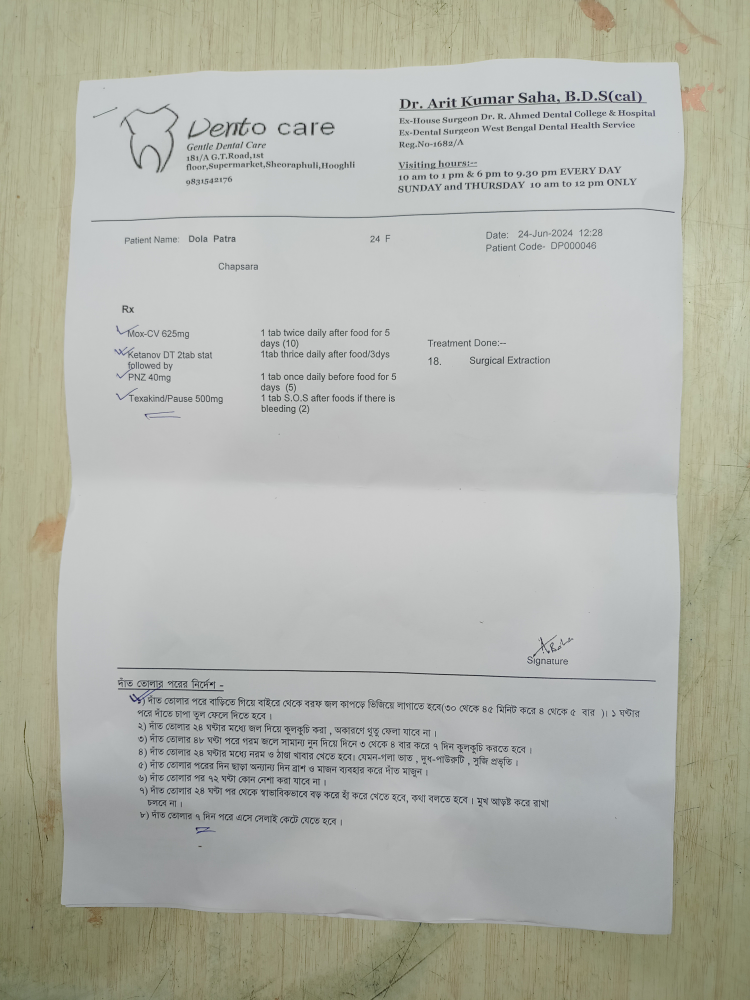 Dento care
Gentle Dental Care
181/A G.T.Road,1st
floor,Supermarket,Sheoraphuli,Hooghli
9831542176
Dr. Arit Kumar Saha, B.D.S(cal)
Ex-House Surgeon Dr. R. Ahmed Dental College & Hospital
Ex-Dental Surgeon West Bengal Dental Health Service
Reg.No-1682/A
Visiting hours:--
10 am to 1 pm & 6 pm to 9.30 pm EVERY DAY
SUNDAY and THURSDAY 10 am to 12 pm ONLY
Patient Name: Dola Patra 24 F
Date: 24-Jun-2024 12:28
Patient Code- DP000046
Chapsara
Rx
Mox-CV 625mg 1 tab twice daily after food for 5
days (10)
Ketanov DT 2tab stat 1tab thrice daily after food/3dys
followed by
PNZ 40mg 1 tab once daily before food for 5
days (5)
Texakind/Pause 500mg 1 tab S.O.S after foods if there is
bleeding (2)
Treatment Done:--
18. Surgical Extraction
Signature
দাঁত তোলার পরের নির্দেশ -
১) দাঁত তোলার পরে বাড়িতে গিয়ে বাইরে থেকে বরফ জল কাপড়ে ভিজিয়ে লাগাতে হবে(৩০ থেকে ৪৫ মিনিট করে ৪ থেকে ৫ বার )। ১ ঘণ্টার
পরে দাঁতে চাপা তুল ফেলে দিতে হবে ।
২) দাঁত তোলার ২৪ ঘণ্টার মধ্যে জল দিয়ে কুলকুচি করা , অকারণে থুতু ফেলা যাবে না ।
৩) দাঁত তোলার ৪৮ ঘণ্টা পরে গরম জলে সামান্য নুন দিয়ে দিনে ৩ থেকে ৪ বার করে ৭ দিন কুলকুচি করতে হবে ।
৪) দাঁত তোলার ২৪ ঘণ্টার মধ্যে নরম ও ঠাণ্ডা খাবার খেতে হবে। যেমন-গলা ভাত , দুধ-পাউরুটি , সুজি প্রভৃতি ।
৫) দাঁত তোলার পরের দিন ছাড়া অন্যান্য দিন ব্রাশ ও মাজন ব্যবহার করে দাঁত মাজুন ।
৬) দাঁত তোলার পর ৭২ ঘণ্টা কোন নেশা করা যাবে না ।
৭) দাঁত তোলার ২৪ ঘণ্টা পর থেকে স্বাভাবিকভাবে বড় করে হাঁ করে খেতে হবে, কথা বলতে হবে । মুখ আড়ষ্ট করে রাখা
চলবে না ।
৮) দাঁত তোলার ৭ দিন পরে এসে সেলাই কেটে যেতে হবে ।